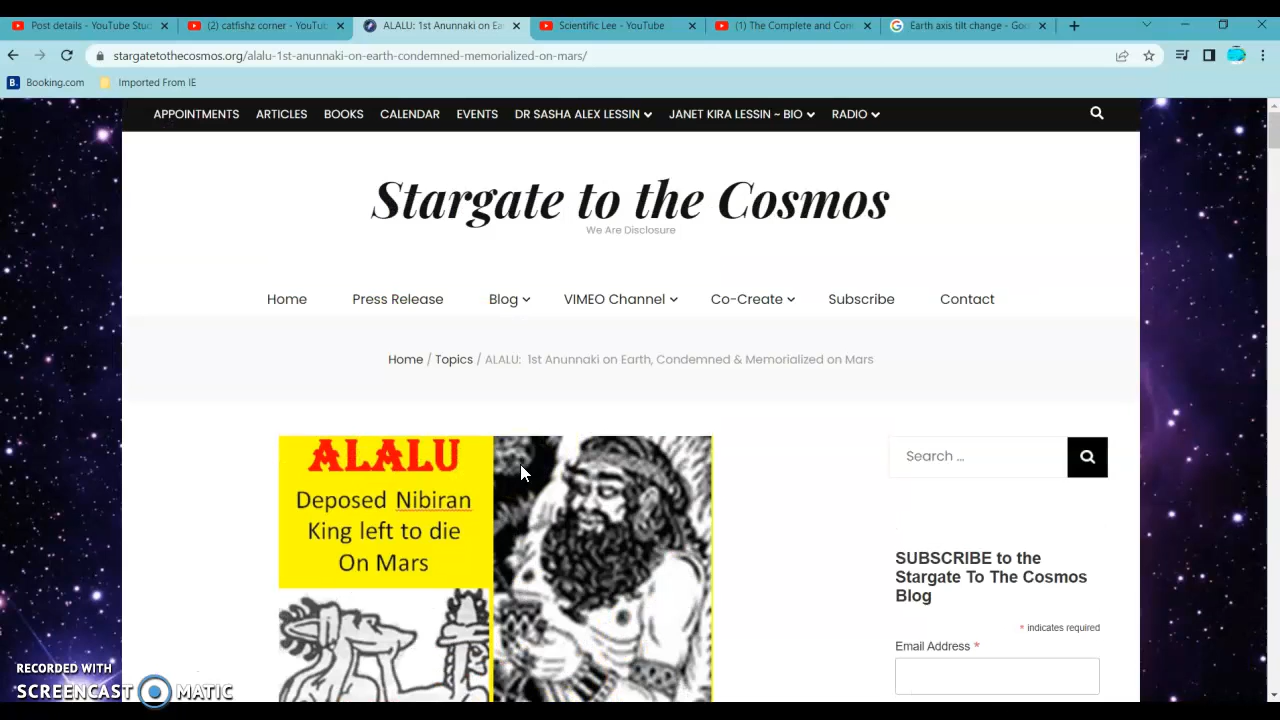 Post details - YouTube Stud
(2) catfishz corner - YouTube
ALALU: 1st Anunnaki on Ea
Scientific Lee - YouTube
(1) The Complete and Con
Earth axis tilt change - Goo
stargatetothecosmos.org/alalu-1st-anunnaki-on-earth-condemned-memorialized-on-mars/
B. Booking.com Imported From IE
APPOINTMENTS ARTICLES BOOKS CALENDAR EVENTS DR SASHA ALEX LESSIN JANET KIRA LESSIN ~ BIO RADIO
Stargate to the Cosmos
We Are Disclosure
Home Press Release Blog VIMEO Channel Co-Create Subscribe Contact
Home / Topics / ALALU: 1st Anunnaki on Earth, Condemned & Memorialized on Mars
ALALU
Deposed Nibiran
King left to die
On Mars
Search ...
SUBSCRIBE to the
Stargate To The Cosmos
Blog
* indicates required
Email Address *
RECORDED WITH
SCREENCAST MATIC